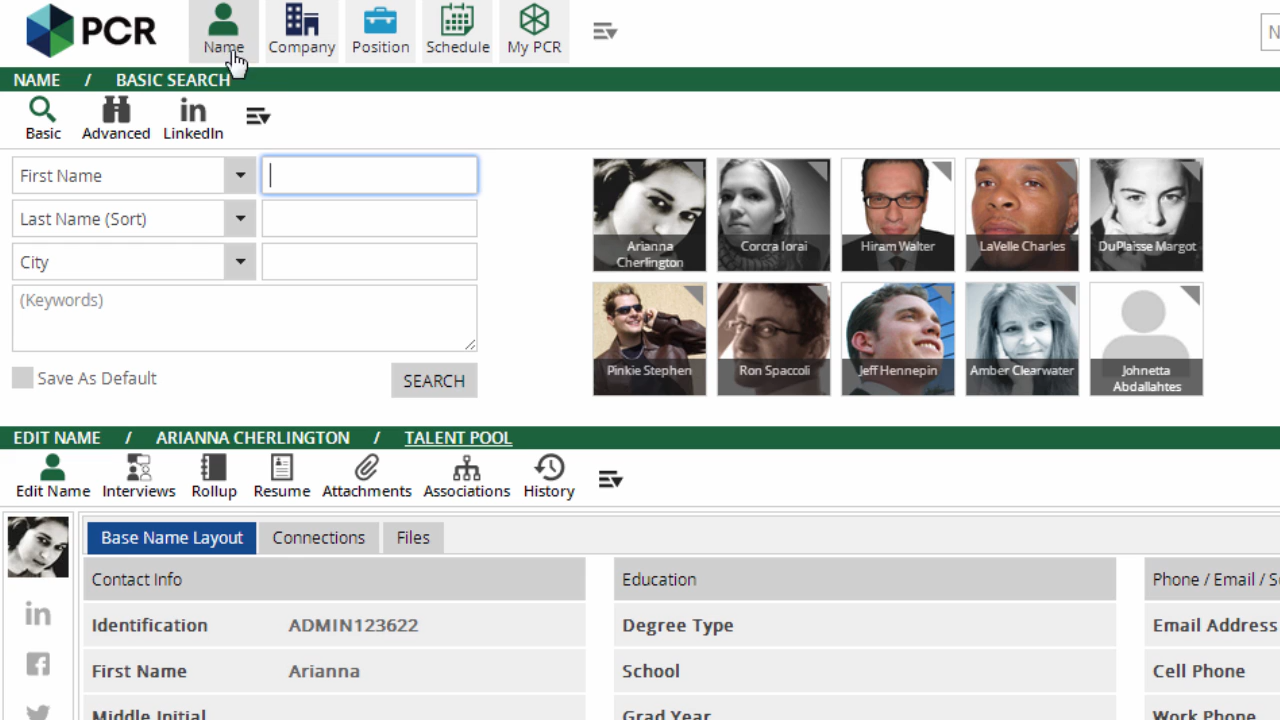 PCR
Name Company Position Schedule My PCR
N
NAME / BASIC SEARCH
Basic Advanced LinkedIn
First Name
Last Name (Sort)
City
(Keywords)
Save As Default SEARCH
Arianna Cherlington
Corcra Iorai
Hiram Walter
LaVelle Charles
DuPlaisse Margot
Pinkie Stephen
Ron Spaccoli
Jeff Hennepin
Amber Clearwater
Johnetta Abdallahtes
EDIT NAME / ARIANNA CHERLINGTON / TALENT POOL
Edit Name Interviews Rollup Resume Attachments Associations History
Base Name Layout Connections Files
Contact Info Education Phone / Email / S
Identification ADMIN123622 Degree Type Email Address
First Name Arianna School Cell Phone
Middle Initial Grad Year Work Phone